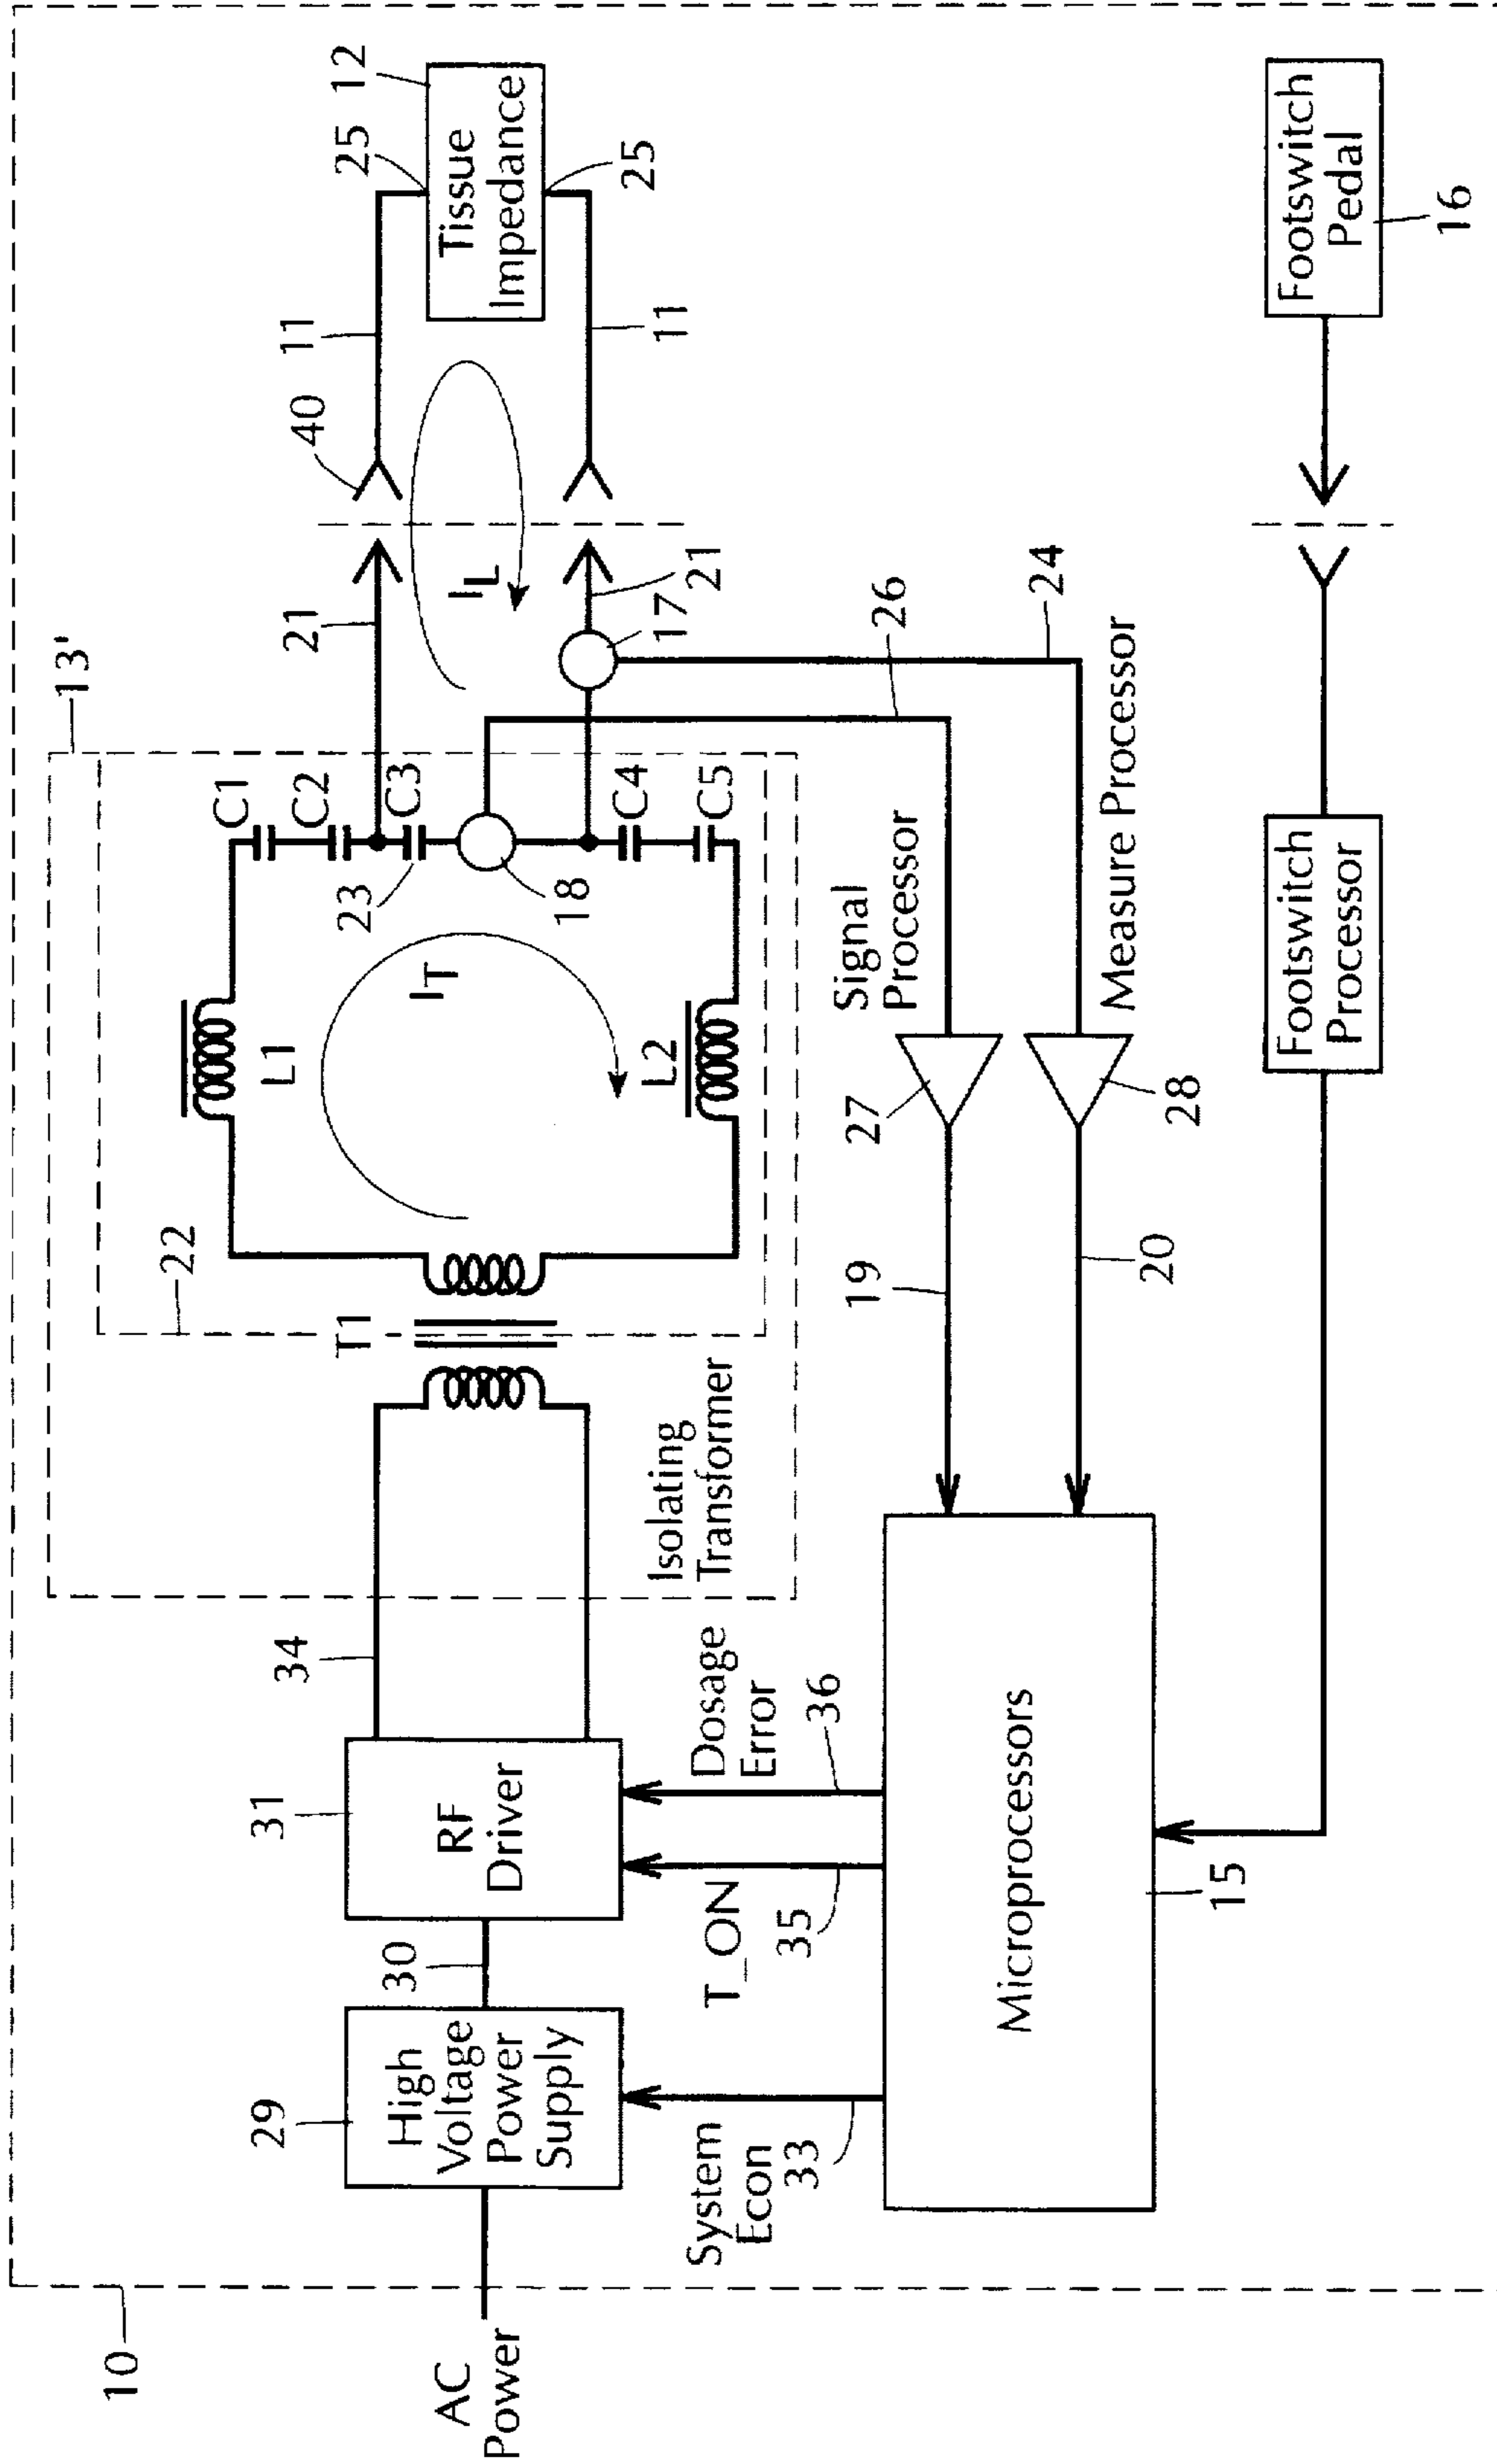 10
AC
Power
29
High
Voltage
Power
Supply
30
31
RF
Driver
34
System
Econ
33
T_ON
35
Dosage
Error
36
Microprocessors
15
Isolating
Transformer
T1
22
13'
L1
L2
I_T
C1
C2
C3
C4
C5
23
18
17
21
21
I_L
40
11
11
25
25
12
Tissue
Impedance
26
24
Signal
Processor
Measure Processor
27
28
19
20
Footswitch
Processor
Footswitch
Pedal
16